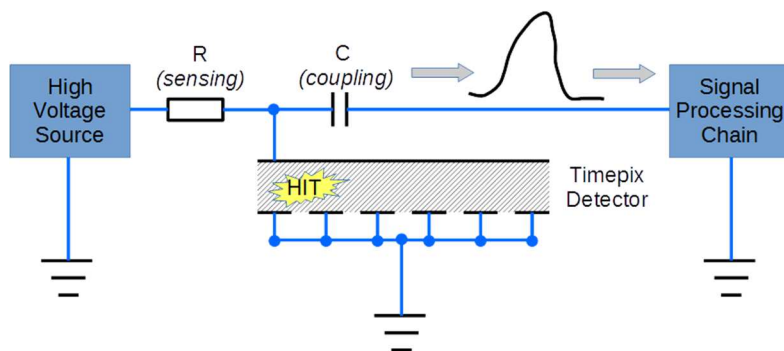 High
Voltage
Source
R
(sensing)
C
(coupling)
Signal
Processing
Chain
HIT
Timepix
Detector